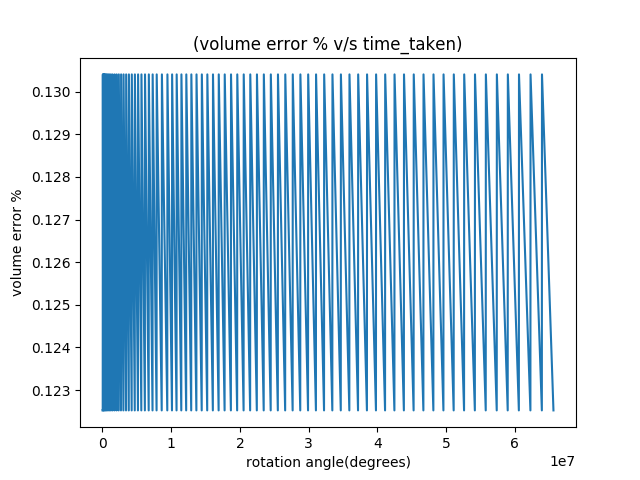 (volume error % v/s time_taken)
0.130
0.129
0.128
0.127
0.126
0.125
0.124
0.123
volume error %
0 1 2 3 4 5 6
1e7
rotation angle(degrees)